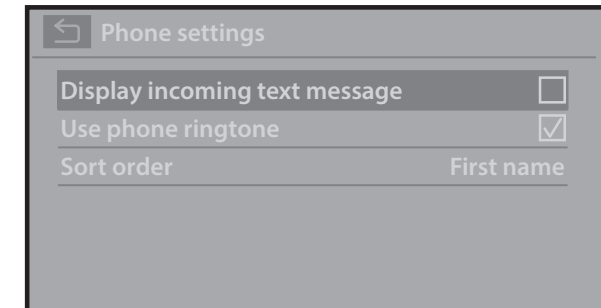 Phone settings
Display incoming text message
Use phone ringtone
Sort order First name